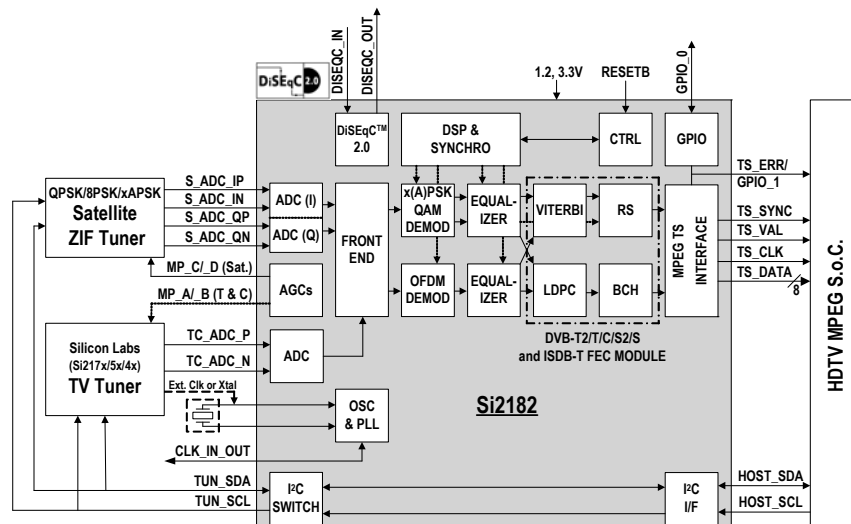 DISEQC_IN
DISEQC_OUT
DiSEqC 2.0
1.2, 3.3V
RESETB
GPIO_0
DiSEqC™
2.0
DSP &
SYNCHRO
CTRL
GPIO
TS_ERR/
GPIO_1
QPSK/8PSK/xAPSK
Satellite
ZIF Tuner
S_ADC_IP
S_ADC_IN
S_ADC_QP
S_ADC_QN
ADC (I)
ADC (Q)
FRONT
END
x(A)PSK
QAM
DEMOD
EQUAL-
IZER
VITERBI
RS
MPEG TS
INTERFACE
TS_SYNC
TS_VAL
TS_CLK
TS_DATA
8
HDTV MPEG S.o.C.
MP_C/_D (Sat.)
MP_A/_B (T & C)
AGCs
OFDM
DEMOD
EQUAL-
IZER
LDPC
BCH
DVB-T2/T/C/S2/S
and ISDB-T FEC MODULE
Silicon Labs
(Si217x/5x/4x)
TV Tuner
TC_ADC_P
TC_ADC_N
ADC
Ext. Clk or Xtal
OSC
& PLL
Si2182
CLK_IN_OUT
TUN_SDA
TUN_SCL
I²C
SWITCH
I²C
I/F
HOST_SDA
HOST_SCL